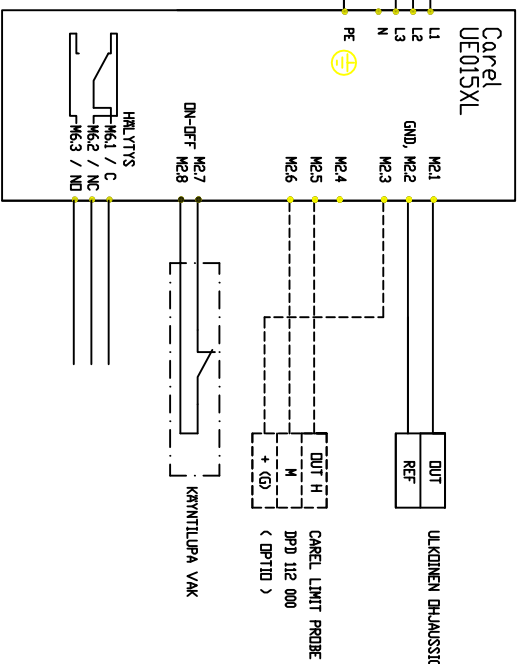 Carel
UE015XL
L1
L2
L3
N
PE
M2.1
GND, M2.2
M2.3
M2.4
M2.5
M2.6
ON-OFF M2.7
M2.8
HÄLYTYS
M6.1 / C
M6.2 / NC
M6.3 / NO
OUT
REF
OUT H
M
+ (G)
CAREL LIMIT PROBE
DPD 112 000
( OPTIO )
KÄYNTILUPA VAK
ULKOINEN OHJAUSSIG